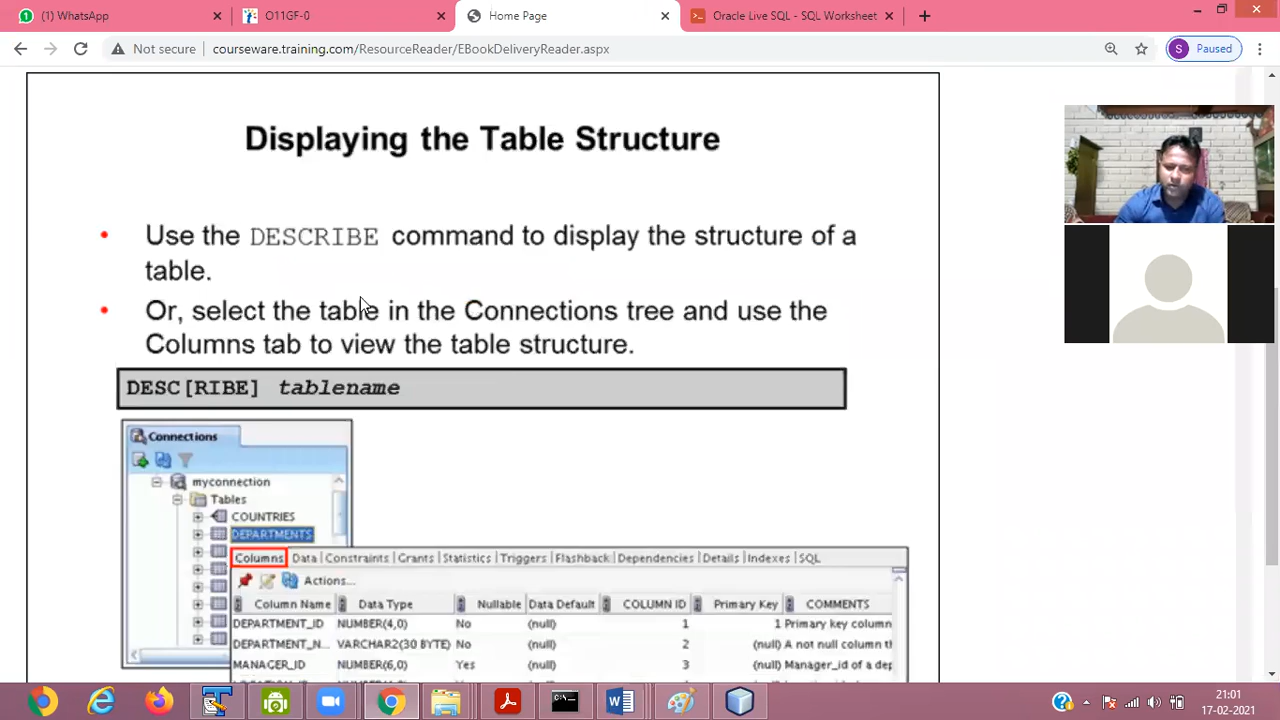 (1) WhatsApp
O11GF-0
Home Page
Oracle Live SQL - SQL Worksheet
Not secure
courseware.training.com/ResourceReader/EBookDeliveryReader.aspx
S Paused
Displaying the Table Structure
• Use the DESCRIBE command to display the structure of a
table.
• Or, select the table in the Connections tree and use the
Columns tab to view the table structure.
DESC[RIBE] tablename
Connections
myconnection
Tables
COUNTRIES
DEPARTMENTS
Columns Data Constraints Grants Statistics Triggers Flashback Dependencies Details Indexes SQL
Actions...
Column Name Data Type Nullable Data Default COLUMN ID Primary Key COMMENTS
DEPARTMENT_ID NUMBER(4,0) No (null) 1 1 Primary key column
DEPARTMENT_N... VARCHAR2(30 BYTE) No (null) 2 (null) A not null column th
MANAGER_ID NUMBER(6,0) Yes (null) 3 (null) Manager_id of a dep
21:01
17-02-2021